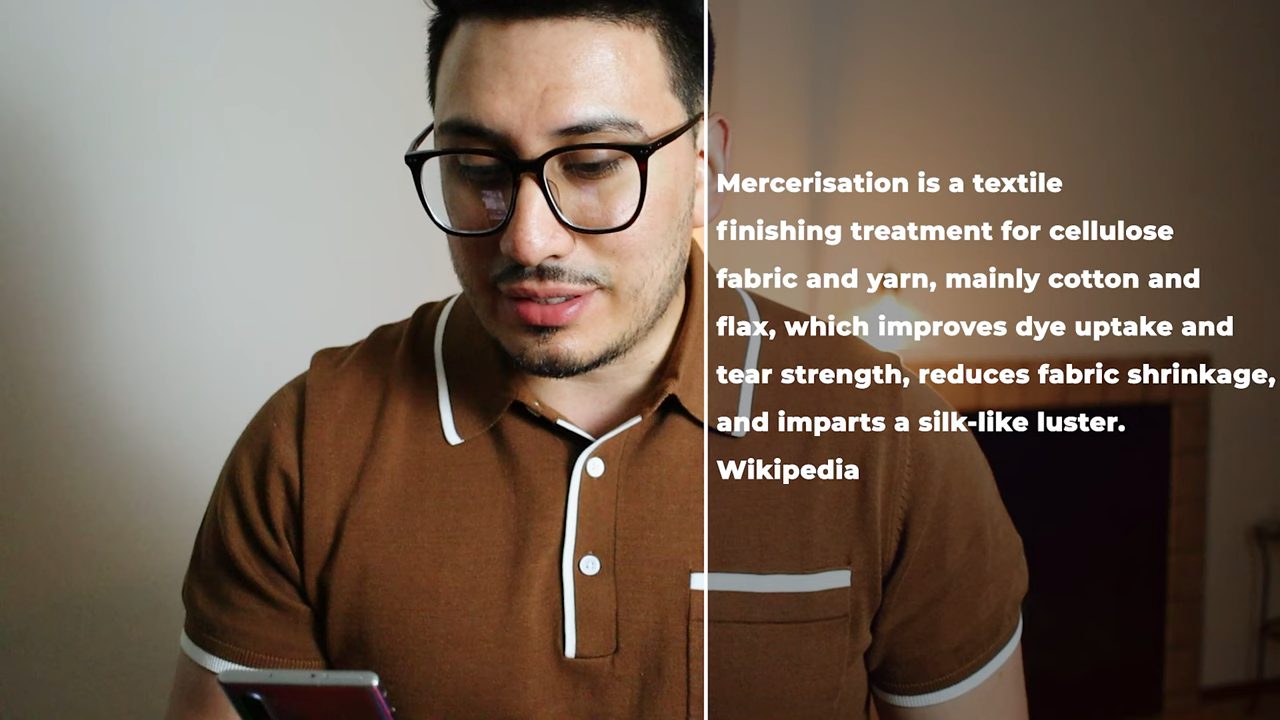 Mercerisation is a textile
finishing treatment for cellulose
fabric and yarn, mainly cotton and
flax, which improves dye uptake and
tear strength, reduces fabric shrinkage,
and imparts a silk-like luster.
Wikipedia